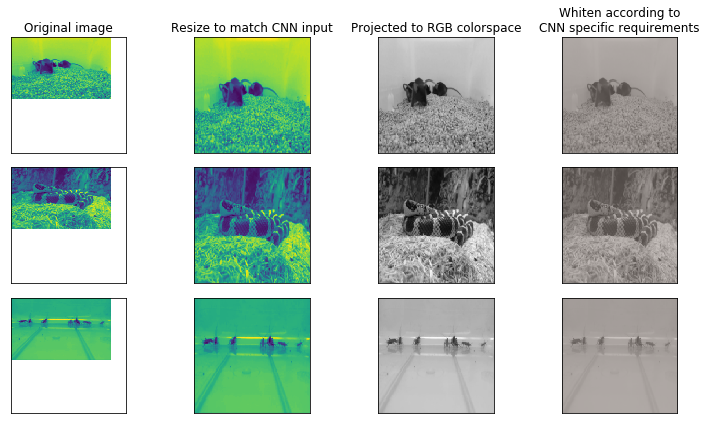 Original image
Resize to match CNN input
Projected to RGB colorspace
Whiten according to
CNN specific requirements